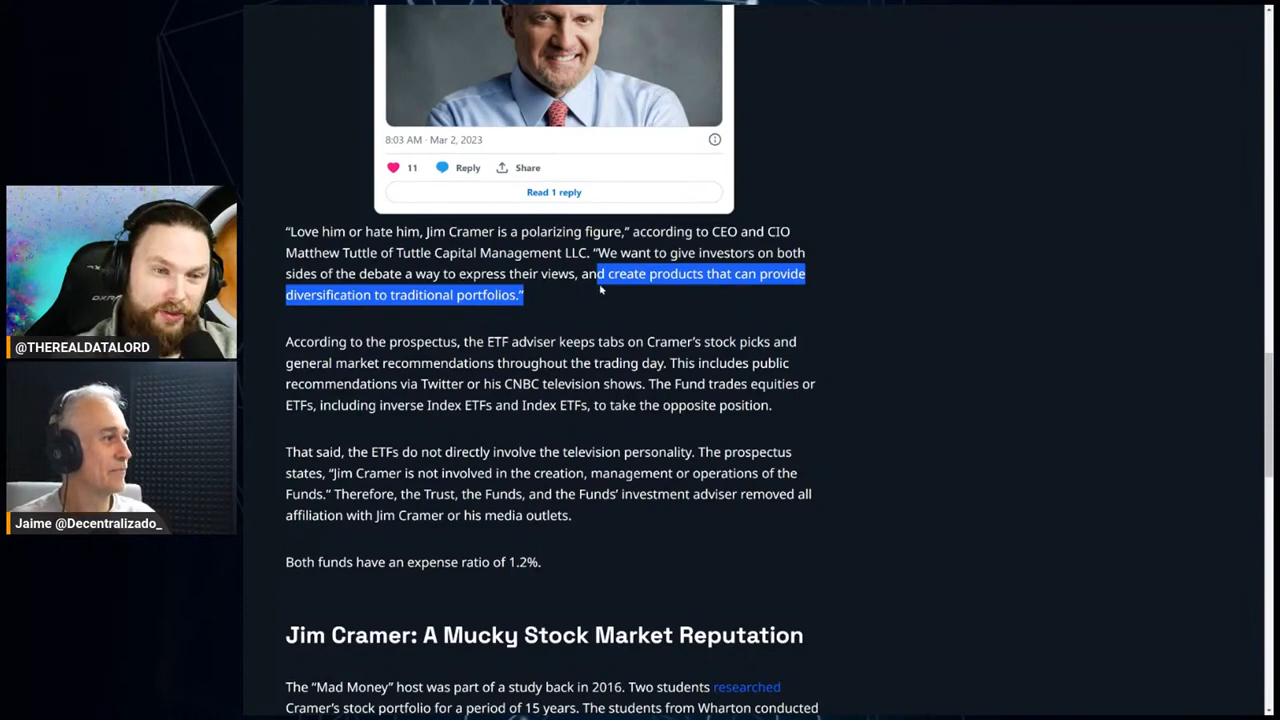 8:03 AM · Mar 2, 2023
11 Reply Share
Read 1 reply
“Love him or hate him, Jim Cramer is a polarizing figure,” according to CEO and CIO
Matthew Tuttle of Tuttle Capital Management LLC. “We want to give investors on both
sides of the debate a way to express their views, and create products that can provide
diversification to traditional portfolios.”
According to the prospectus, the ETF adviser keeps tabs on Cramer’s stock picks and
general market recommendations throughout the trading day. This includes public
recommendations via Twitter or his CNBC television shows. The Fund trades equities or
ETFs, including inverse Index ETFs and Index ETFs, to take the opposite position.
That said, the ETFs do not directly involve the television personality. The prospectus
states, “Jim Cramer is not involved in the creation, management or operations of the
Funds.” Therefore, the Trust, the Funds, and the Funds’ investment adviser removed all
affiliation with Jim Cramer or his media outlets.
Both funds have an expense ratio of 1.2%.
Jim Cramer: A Mucky Stock Market Reputation
The “Mad Money” host was part of a study back in 2016. Two students researched
Cramer’s stock portfolio for a period of 15 years. The students from Wharton conducted
@THEREALDATALORD
Jaime @Decentralizado_